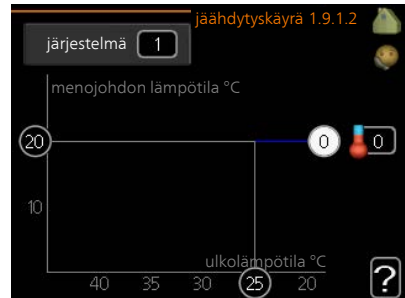 jäähdytyskäyrä 1.9.1.2
järjestelmä 1
menojohdon lämpötila °C
20
0
0
10
ulkolämpötila °C
40 35 30 25 20
?